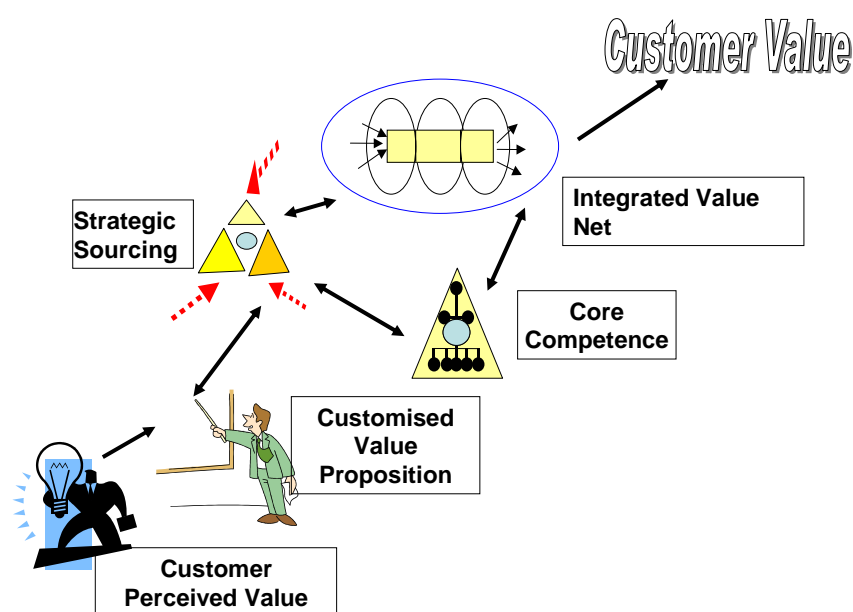 Customer Value
Strategic
Sourcing
Integrated Value
Net
Core
Competence
Customised
Value
Proposition
Customer
Perceived Value